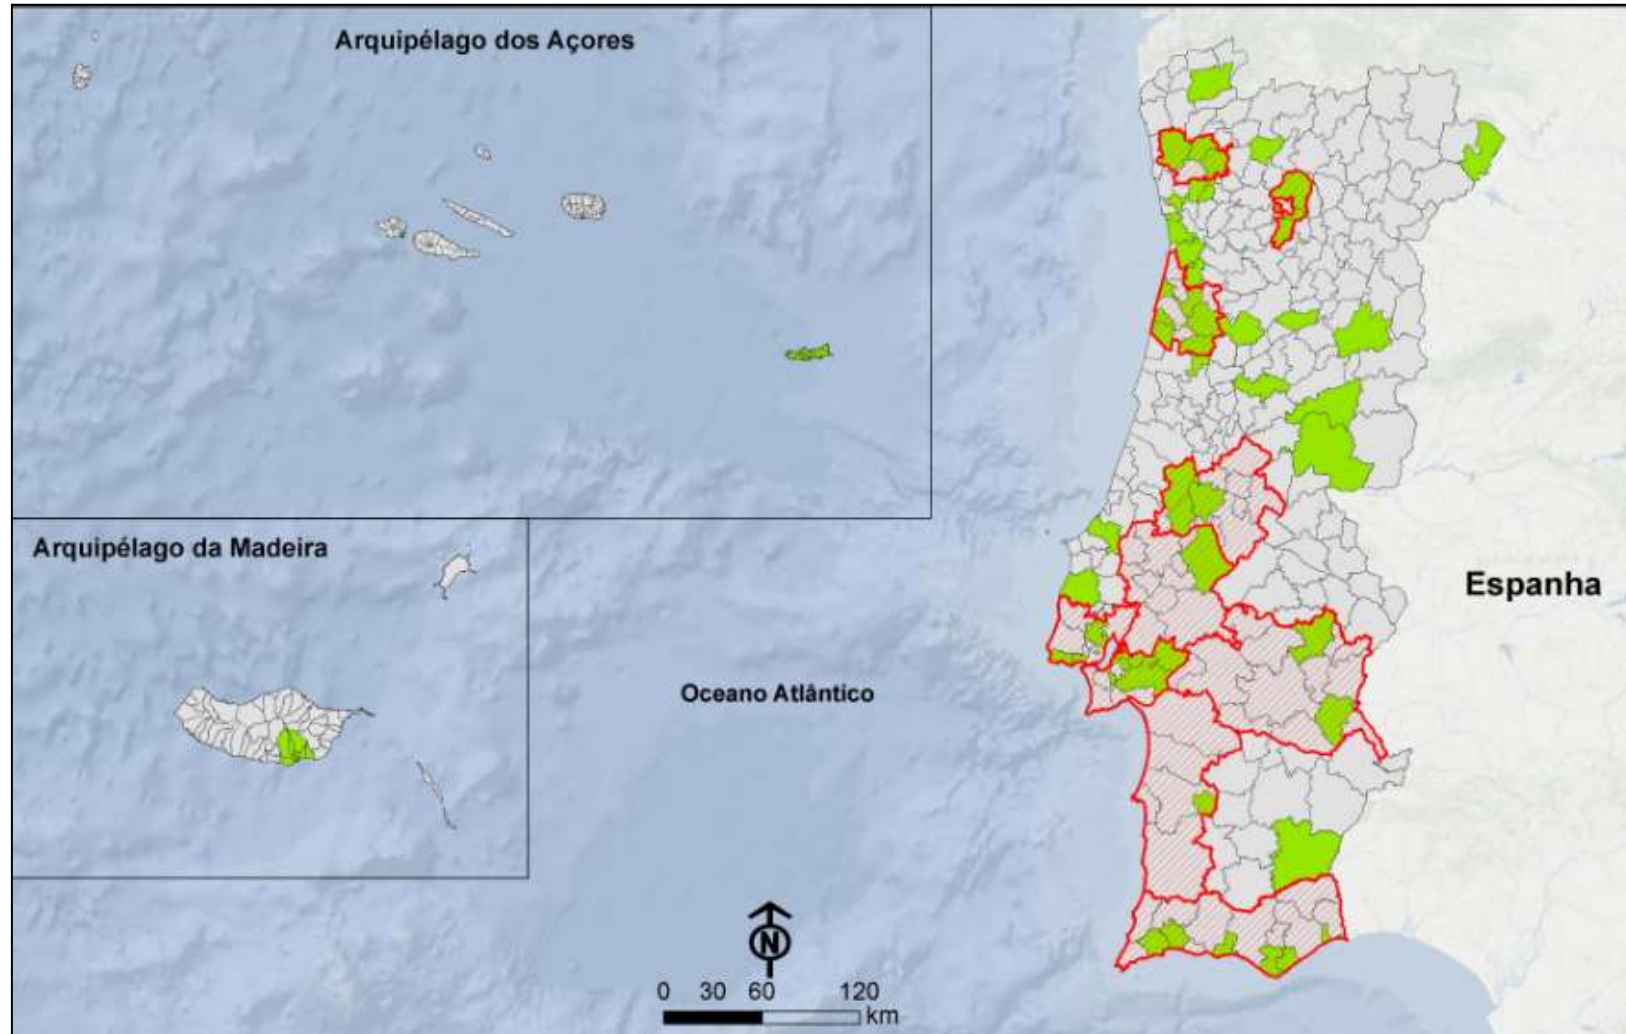 Arquipélago dos Açores
Arquipélago da Madeira
Espanha
Oceano Atlântico
N
0 30 60 120
km